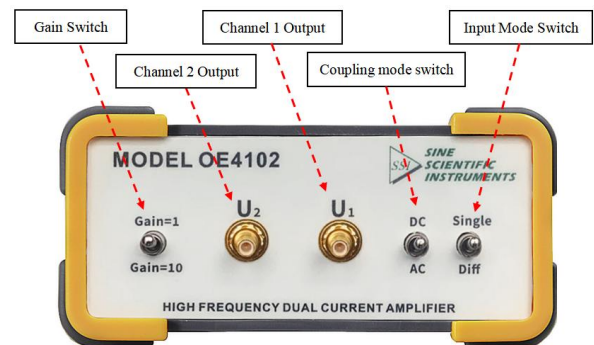 Gain Switch
Channel 1 Output
Input Mode Switch
Channel 2 Output
Coupling mode switch
MODEL OE4102
SSI
SINE
SCIENTIFIC
INSTRUMENTS
U2
U1
Gain=1
DC
Single
Gain=10
AC
Diff
HIGH FREQUENCY DUAL CURRENT AMPLIFIER